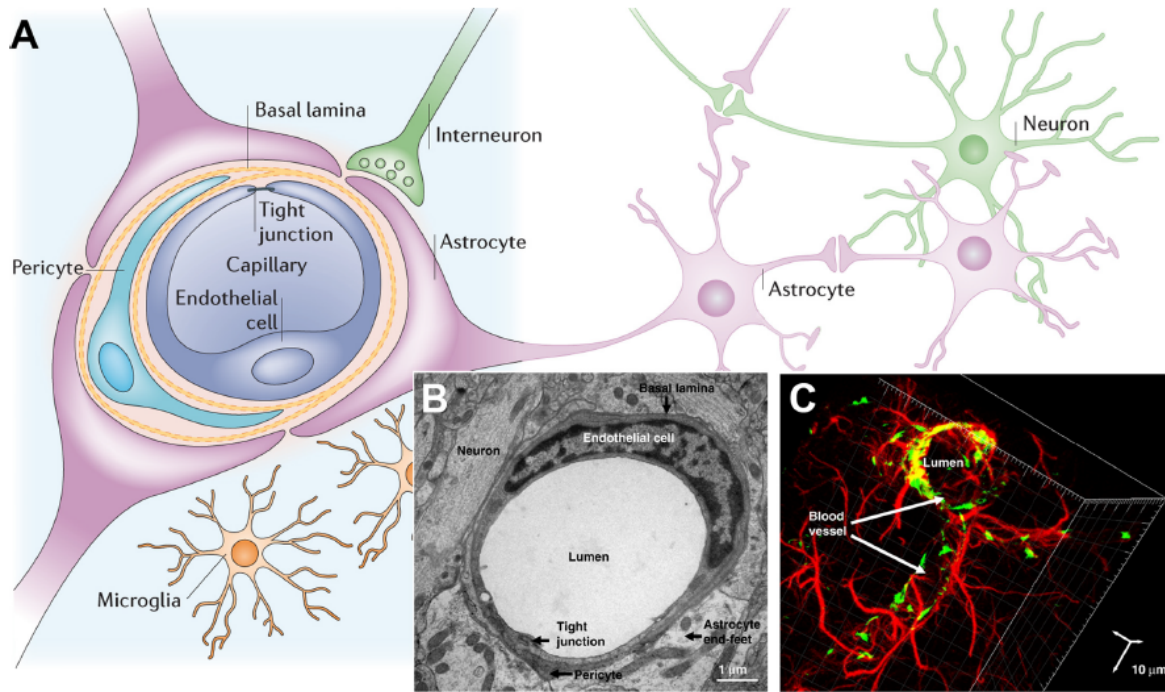 A
Basal lamina
Interneuron
Neuron
Tight
junction
Astrocyte
Pericyte
Capillary
Endothelial
cell
Astrocyte
Microglia
B
Basal lamina
Endothelial cell
Neuron
Lumen
Tight
junction
Astrocyte
end-feet
Pericyte
1 µm
C
Lumen
Blood
vessel
10 µm